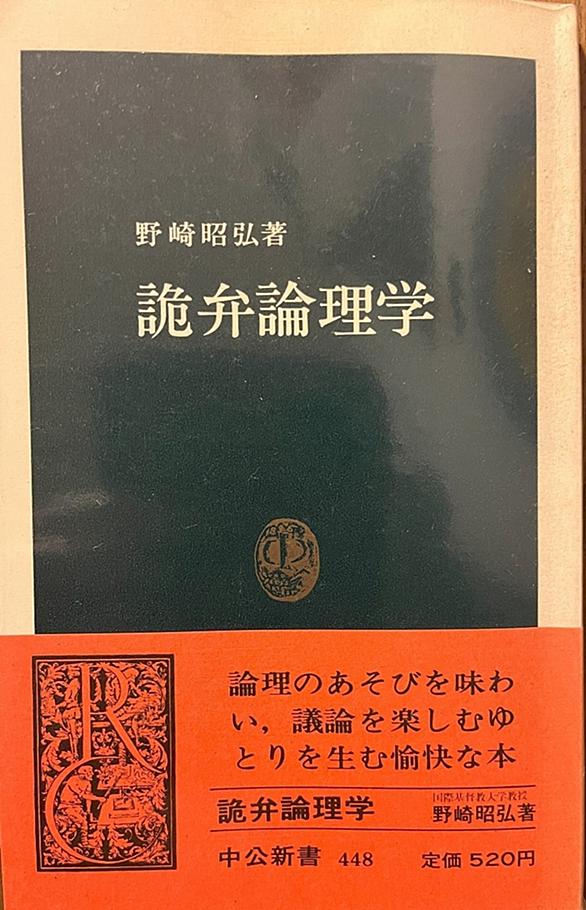 野崎昭弘著
詭弁論理学
論理のあそびを味わ
い，議論を楽しむゆ
とりを生む愉快な本
詭弁論理学
国際基督教大学教授
野崎昭弘著
中公新書 448
定価 520円
R
C